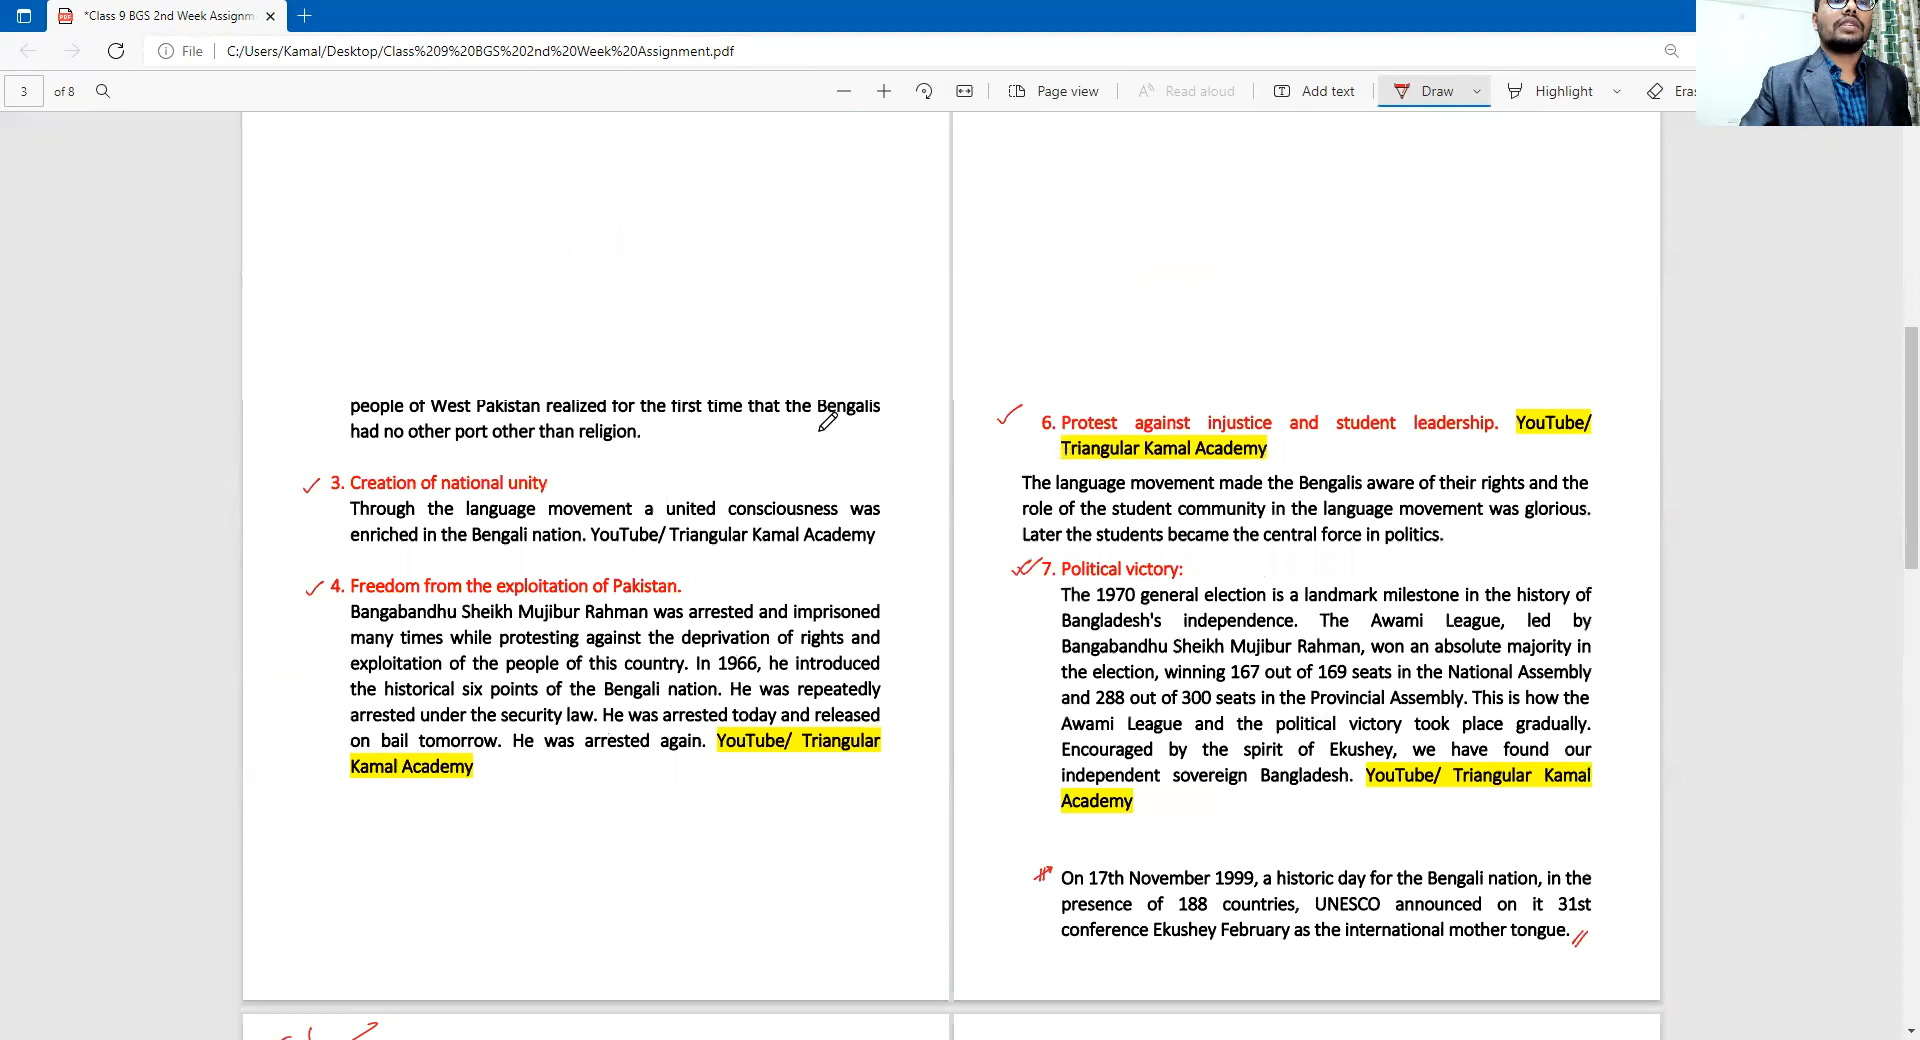 *Class 9 BGS 2nd Week Assignm
File
C:/Users/Kamal/Desktop/Class%209%20BGS%202nd%20Week%20Assignment.pdf
3 of 8
Page view
Read aloud
Add text
Draw
Highlight
Eras
people of West Pakistan realized for the first time that the Bengalis
had no other port other than religion.
3. Creation of national unity
Through the language movement a united consciousness was
enriched in the Bengali nation. YouTube/ Triangular Kamal Academy
4. Freedom from the exploitation of Pakistan.
Bangabandhu Sheikh Mujibur Rahman was arrested and imprisoned
many times while protesting against the deprivation of rights and
exploitation of the people of this country. In 1966, he introduced
the historical six points of the Bengali nation. He was repeatedly
arrested under the security law. He was arrested today and released
on bail tomorrow. He was arrested again. YouTube/ Triangular
Kamal Academy
6. Protest against injustice and student leadership. YouTube/
Triangular Kamal Academy
The language movement made the Bengalis aware of their rights and the
role of the student community in the language movement was glorious.
Later the students became the central force in politics.
7. Political victory:
The 1970 general election is a landmark milestone in the history of
Bangladesh's independence. The Awami League, led by
Bangabandhu Sheikh Mujibur Rahman, won an absolute majority in
the election, winning 167 out of 169 seats in the National Assembly
and 288 out of 300 seats in the Provincial Assembly. This is how the
Awami League and the political victory took place gradually.
Encouraged by the spirit of Ekushey, we have found our
independent sovereign Bangladesh. YouTube/ Triangular Kamal
Academy
On 17th November 1999, a historic day for the Bengali nation, in the
presence of 188 countries, UNESCO announced on it 31st
conference Ekushey February as the international mother tongue.